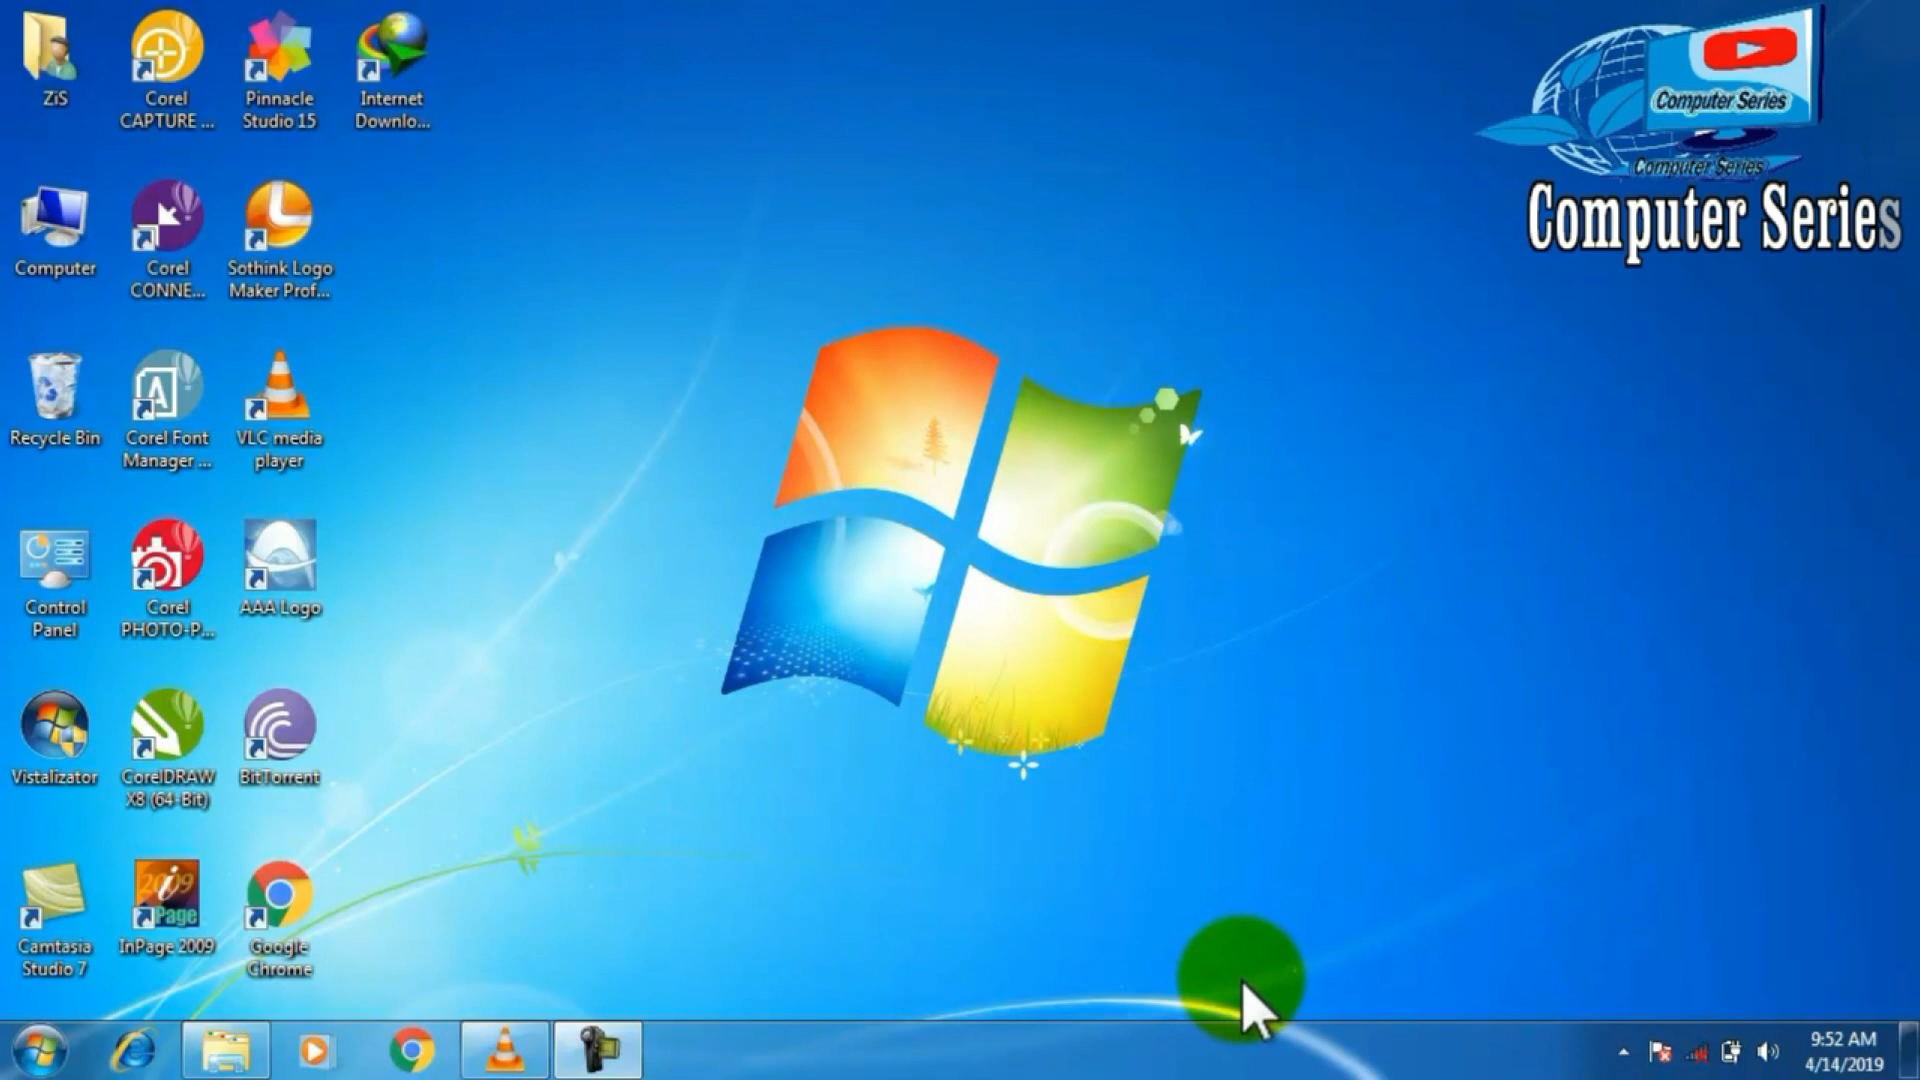 ZiS
Corel
CAPTURE ...
Pinnacle
Studio 15
Internet
Downlo...
Computer
Corel
CONNE...
Sothink Logo
Maker Prof...
Recycle Bin
Corel Font
Manager ...
VLC media
player
Control
Panel
Corel
PHOTO-P...
AAA Logo
Vistalizator
CorelDRAW
X8 (64-Bit)
BitTorrent
Camtasia
Studio 7
2009
i
Page
InPage 2009
Google
Chrome
Computer Series
Computer Series
Computer Series
9:52 AM
4/14/2019